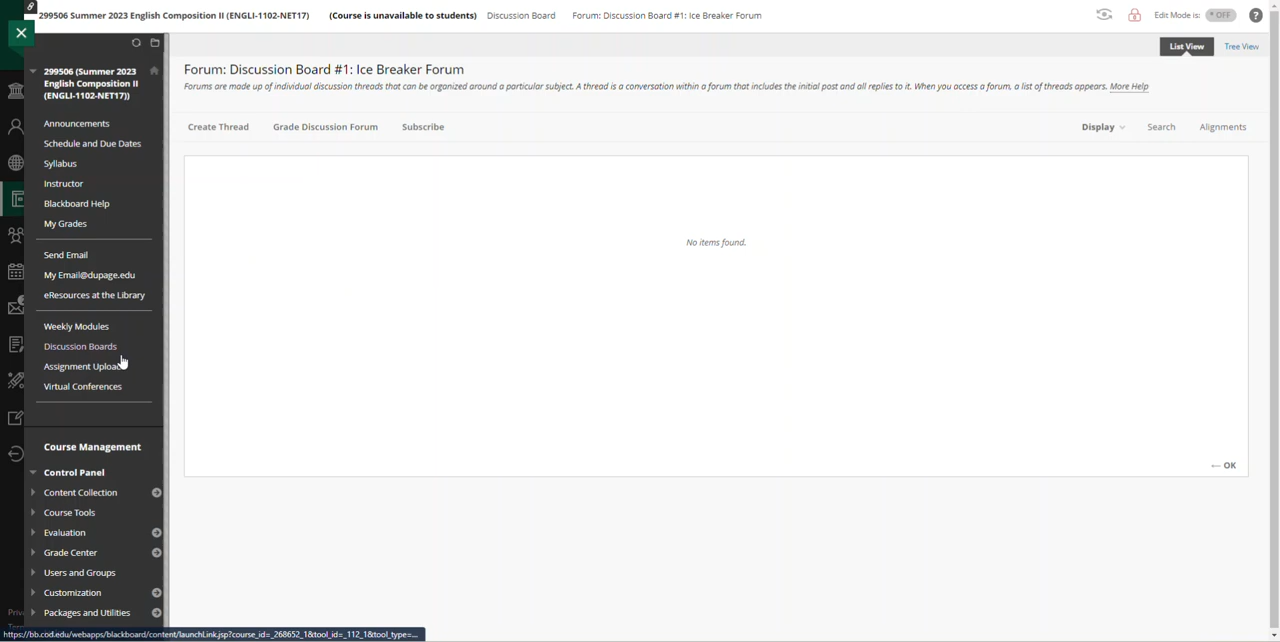 299506 Summer 2023 English Composition II (ENGLI-1102-NET17) (Course is unavailable to students) Discussion Board Forum: Discussion Board #1: Ice Breaker Forum Edit Mode is: OFF ?
List View Tree View
299506 (Summer 2023
English Composition II
(ENGLI-1102-NET17))
Announcements
Schedule and Due Dates
Syllabus
Instructor
Blackboard Help
My Grades
Send Email
My Email@dupage.edu
eResources at the Library
Weekly Modules
Discussion Boards
Assignment
Virtual Conferences
Course Management
Control Panel
Content Collection
Course Tools
Evaluation
Grade Center
Users and Groups
Customization
Packages and Utilities
Forum: Discussion Board #1: Ice Breaker Forum
Forums are made up of individual discussion threads that can be organized around a particular subject. A thread is a conversation within a forum that includes the initial post and all replies to it. When you access a forum, a list of threads appears. More Help
Create Thread Grade Discussion Forum Subscribe Display Search Alignments
No items found.
← OK
https://bb.cod.edu/webapps/blackboard/content/launchLink.jsp?course_id=_268652_1&tool_id=_112_1&tool_type=...